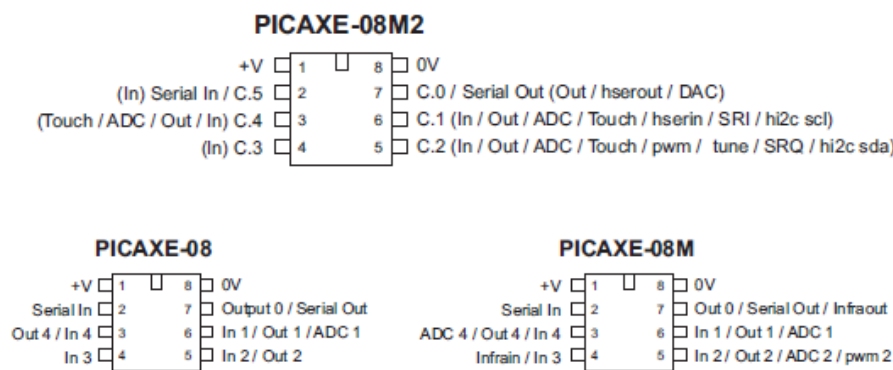 PICAXE-08M2
+V 1 8 0V
(In) Serial In / C.5 2 7 C.0 / Serial Out (Out / hserout / DAC)
(Touch / ADC / Out / In) C.4 3 6 C.1 (In / Out / ADC / Touch / hserin / SRI / hi2c scl)
(In) C.3 4 5 C.2 (In / Out / ADC / Touch / pwm / tune / SRQ / hi2c sda)
PICAXE-08
+V 1 8 0V
Serial In 2 7 Output 0 / Serial Out
Out 4 / In 4 3 6 In 1 / Out 1 / ADC 1
In 3 4 5 In 2 / Out 2
PICAXE-08M
+V 1 8 0V
Serial In 2 7 Out 0 / Serial Out / Infraout
ADC 4 / Out 4 / In 4 3 6 In 1 / Out 1 / ADC 1
Infrain / In 3 4 5 In 2 / Out 2 / ADC 2 / pwm 2